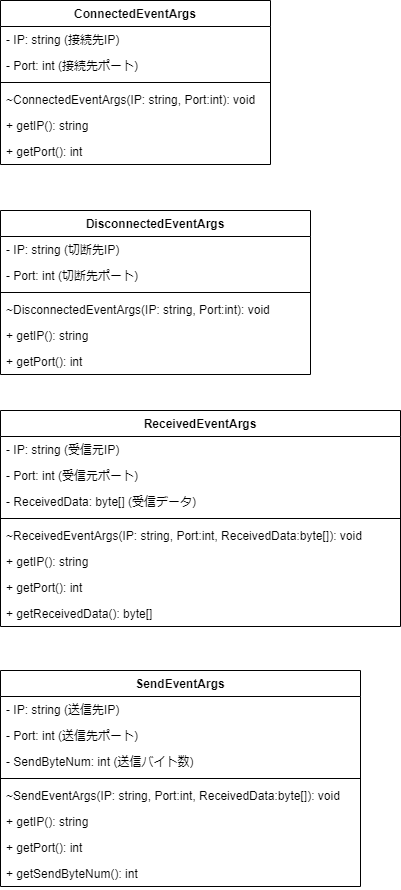 ConnectedEventArgs
- IP: string (接続先IP)
- Port: int (接続先ポート)
~ConnectedEventArgs(IP: string, Port:int): void
+ getIP(): string
+ getPort(): int
DisconnectedEventArgs
- IP: string (切断先IP)
- Port: int (切断先ポート)
~DisconnectedEventArgs(IP: string, Port:int): void
+ getIP(): string
+ getPort(): int
ReceivedEventArgs
- IP: string (受信元IP)
- Port: int (受信元ポート)
- ReceivedData: byte[] (受信データ)
~ReceivedEventArgs(IP: string, Port:int, ReceivedData:byte[]): void
+ getIP(): string
+ getPort(): int
+ getReceivedData(): byte[]
SendEventArgs
- IP: string (送信先IP)
- Port: int (送信先ポート)
- SendByteNum: int (送信バイト数)
~SendEventArgs(IP: string, Port:int, ReceivedData:byte[]): void
+ getIP(): string
+ getPort(): int
+ getSendByteNum(): int